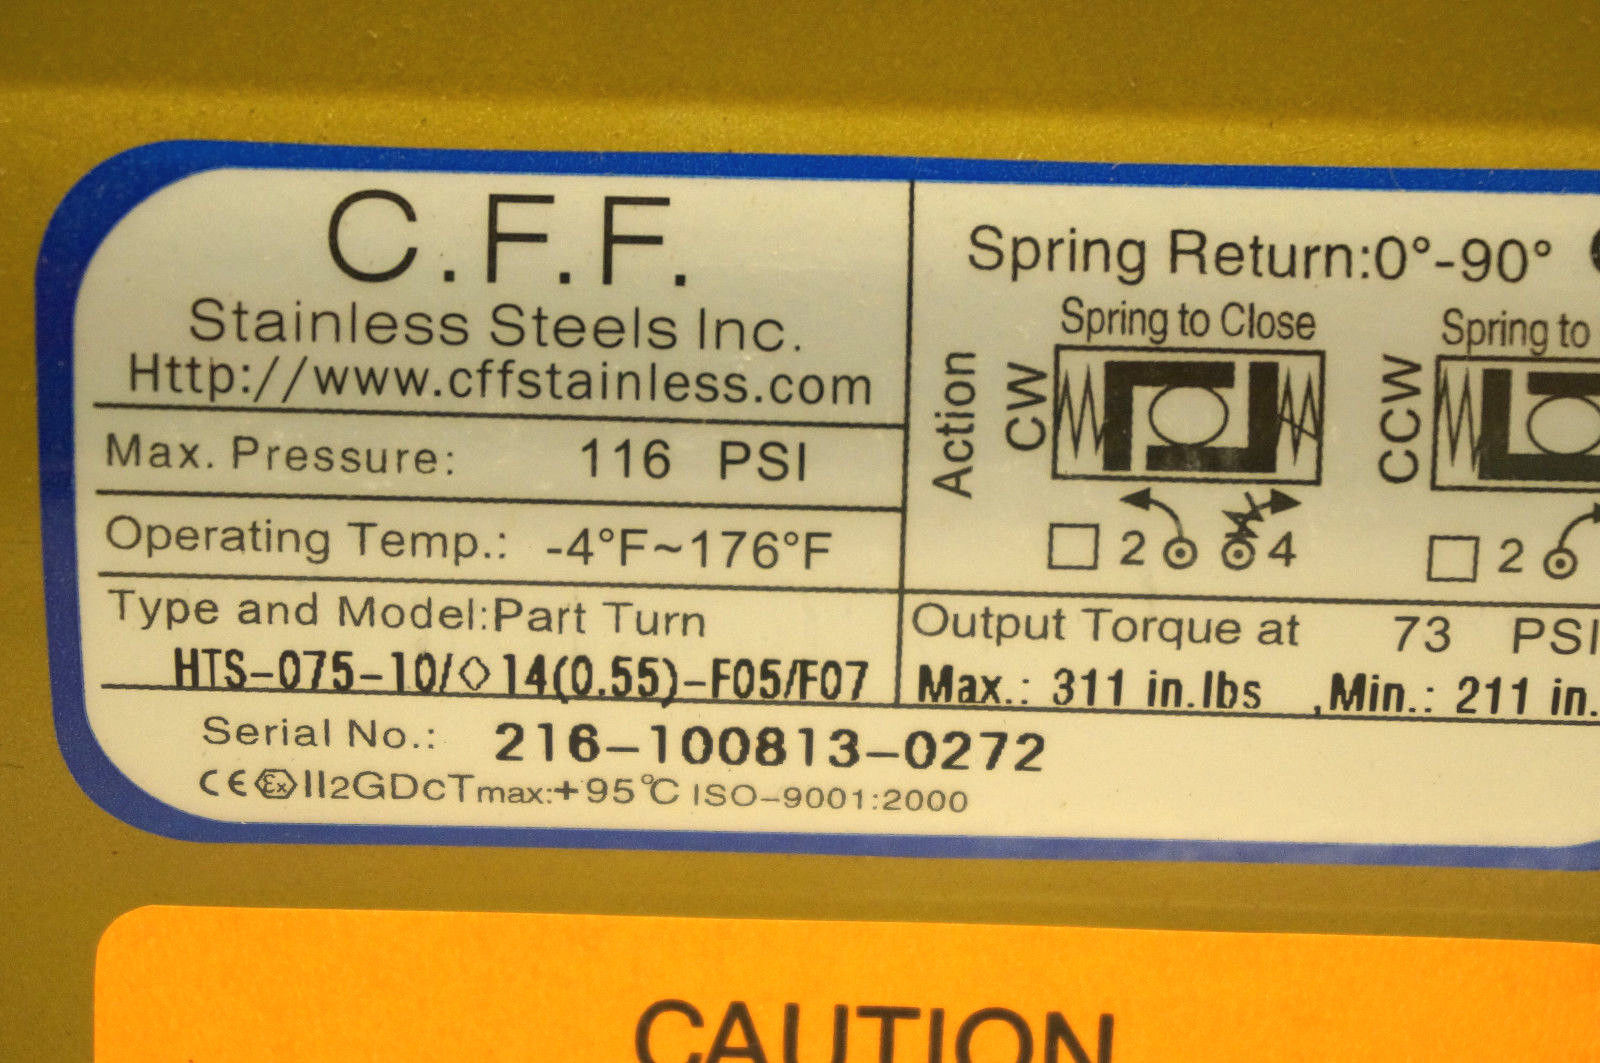 C.F.F.
Stainless Steels Inc.
Http://www.cffstainless.com
Max. Pressure: 116 PSI
Operating Temp.: -4°F~176°F
Type and Model:Part Turn
HTS-075-10/◇14(0.55)-F05/F07
Serial No.: 216-100813-0272
CE Ex II2GDcTmax:+95℃ ISO-9001:2000
Spring Return:0°-90°
Action
CW
Spring to Close
2 4
CCW
Spring to
2
Output Torque at 73 PSI
Max.: 311 in.lbs ,Min.: 211 in.
CAUTION